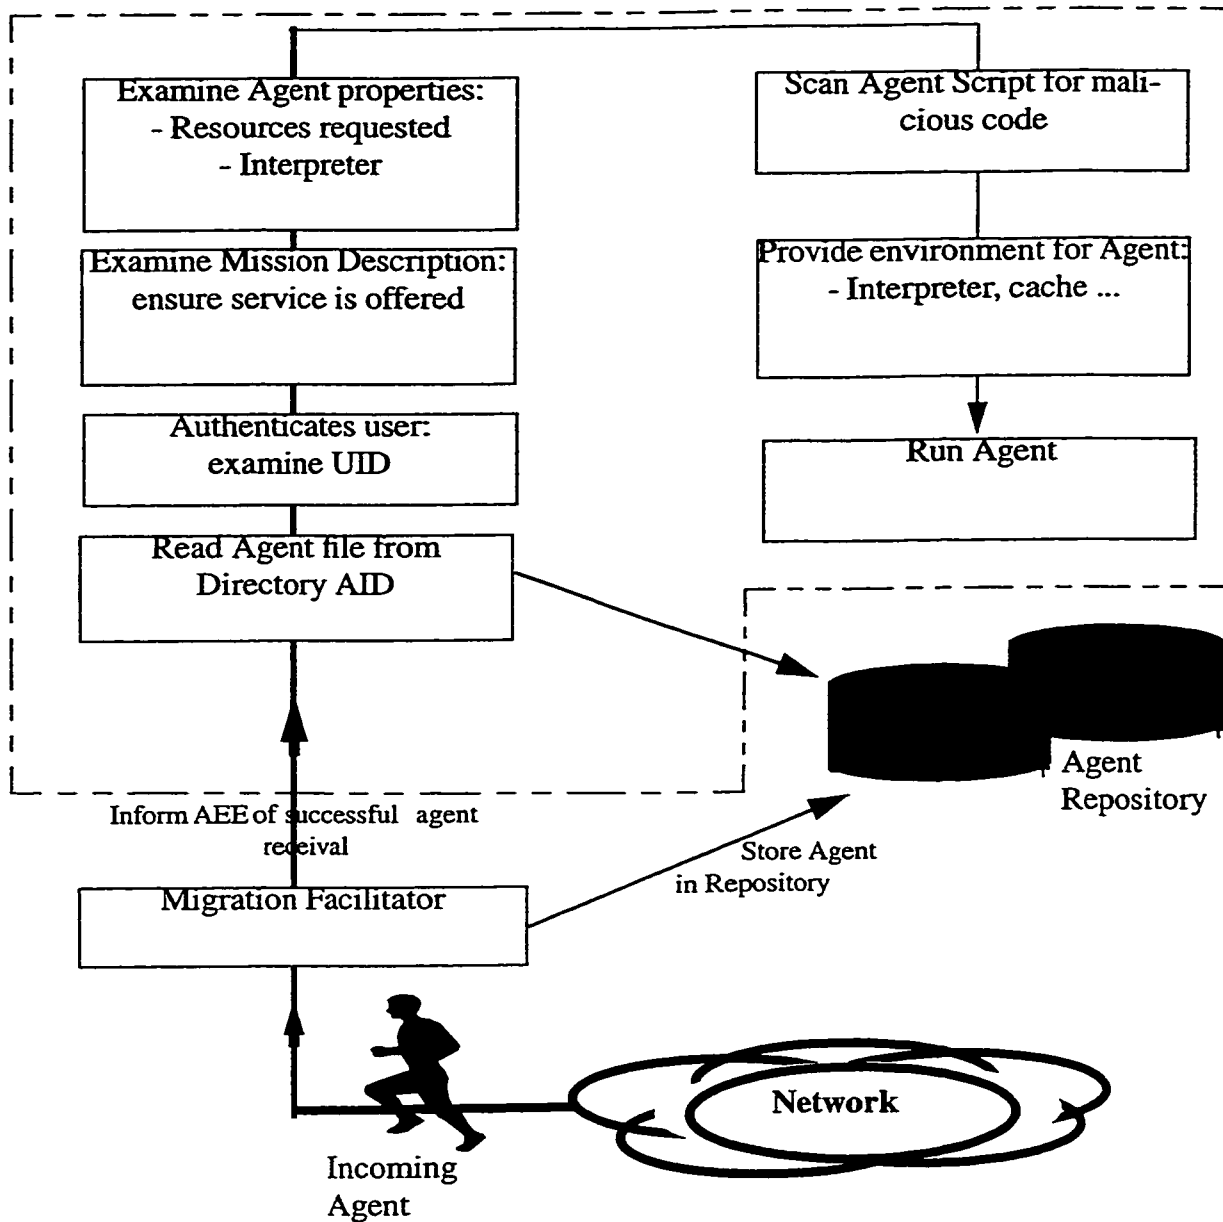 Examine Agent properties:
- Resources requested
- Interpreter
Examine Mission Description:
ensure service is offered
Authenticates user:
examine UID
Read Agent file from
Directory AID
Scan Agent Script for mali-
cious code
Provide environment for Agent:
- Interpreter, cache ...
Run Agent
Agent
Repository
Inform AEE of successful agent
receival
Store Agent
in Repository
Migration Facilitator
Network
Incoming
Agent